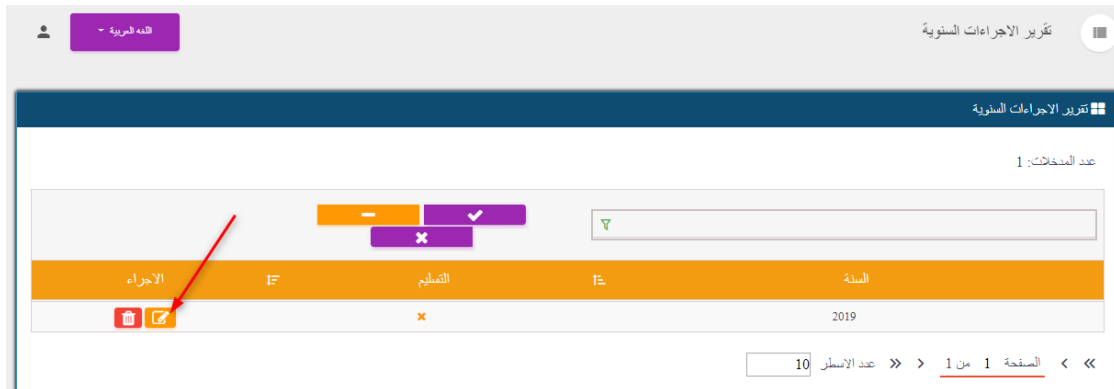 تقرير الاجراءات السنوية
اللغه العربية
تقرير الاجراءات السنوية
عدد المدخلات: 1
السنة التسليم الاجراء
2019
الصفحة 1 من 1 عدد الاسطر 10